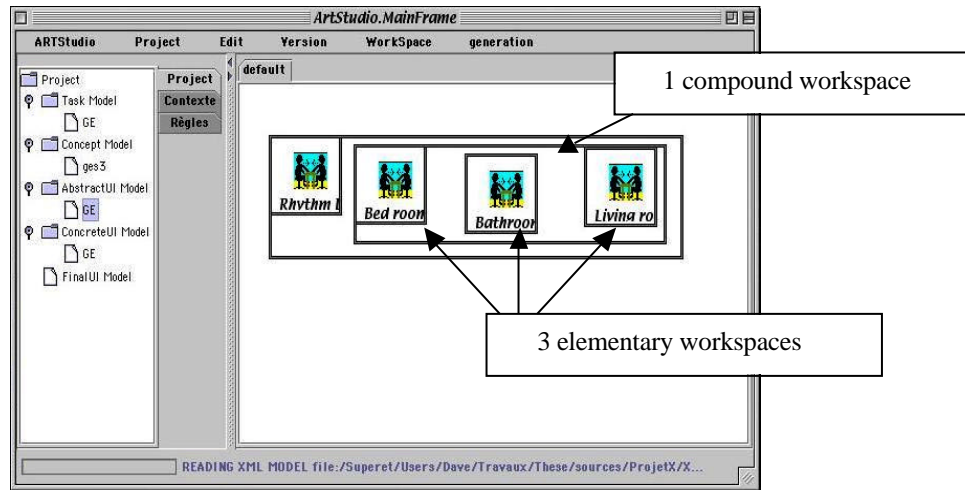 ArtStudio.MainFrame
ARTStudio Project Edit Version WorkSpace generation
Project
Task Model
GE
Concept Model
ges3
AbstractUI Model
GE
ConcreteUI Model
GE
FinalUI Model
Project
Contexte
Règles
default
1 compound workspace
Rhythm
Bed room
Bathroom
Living ro
3 elementary workspaces
READING XML MODEL file:/Superet/Users/Dave/Travaux/These/sources/ProjetX/X...